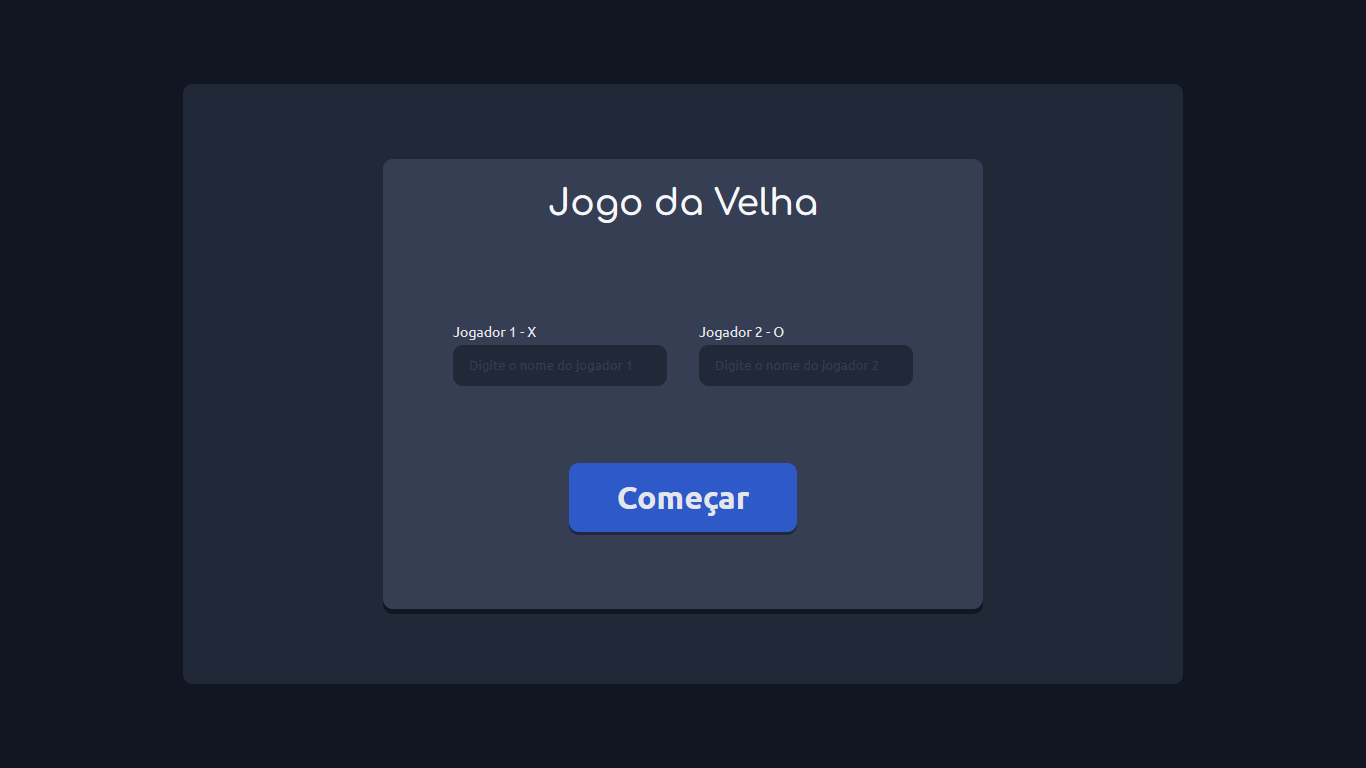 Jogo da Velha
Jogador 1 - X
Jogador 2 - O
Digite o nome do jogador 1
Digite o nome do jogador 2
Começar